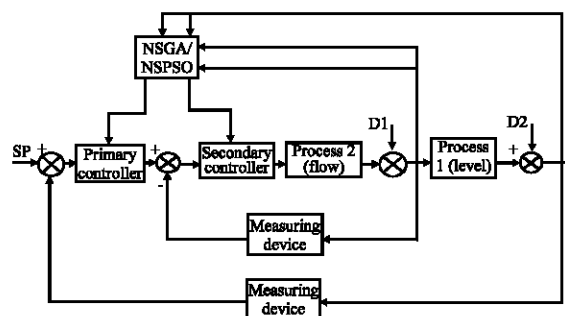 NSGA/
NSPSO
D1
D2
SP
+
Primary
controller
+
-
Secondary
controller
Process 2
(flow)
Process
1 (level)
+
Measuring
device
Measuring
device